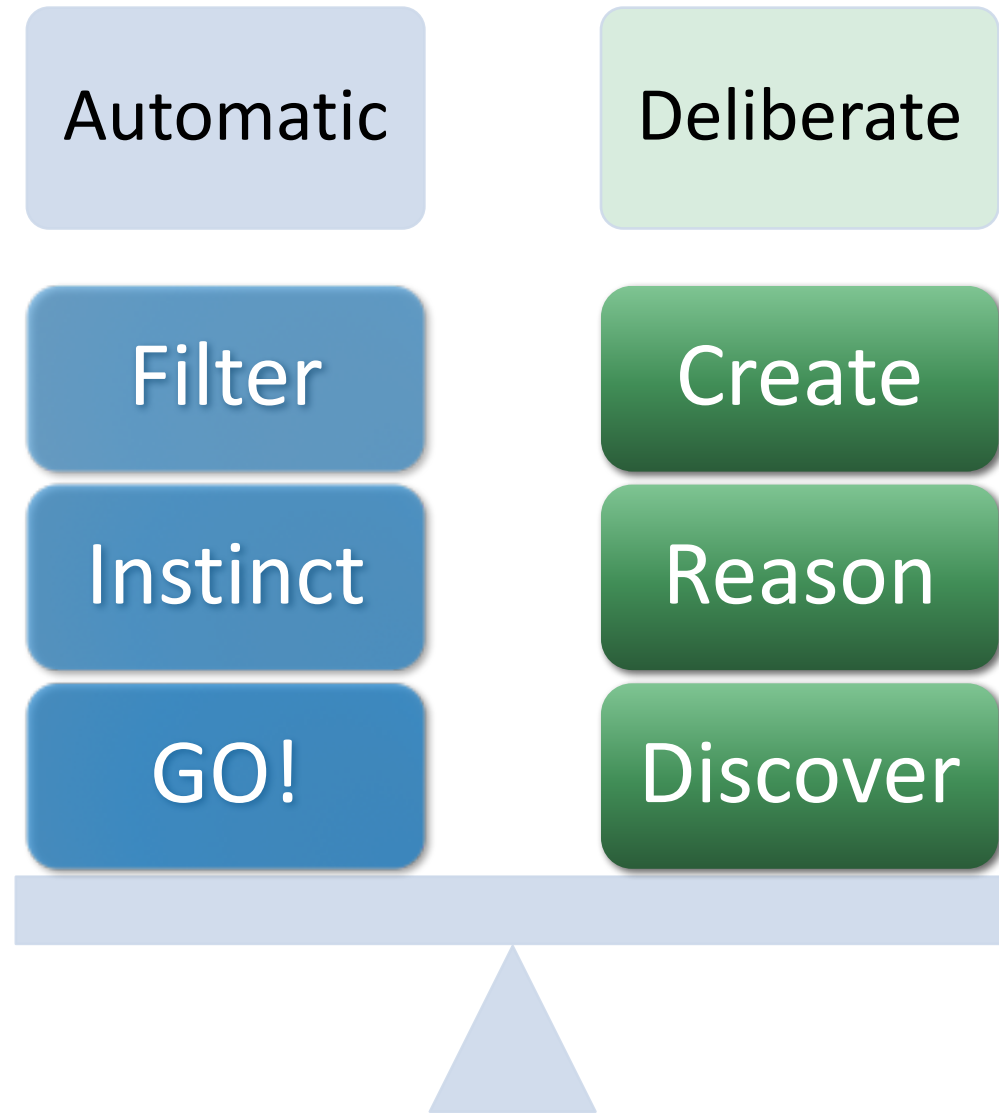 Automatic
Deliberate
Filter
Create
Instinct
Reason
GO!
Discover